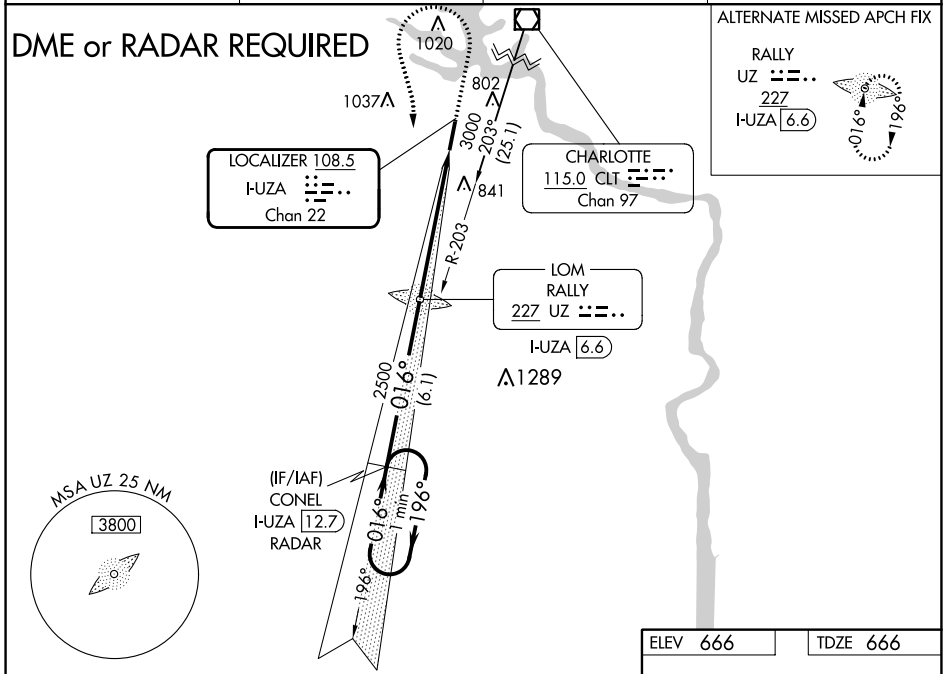 DME or RADAR REQUIRED
1020
1037
802
3000
203°
(25.1)
841
R-203
LOCALIZER 108.5
I-UZA
Chan 22
CHARLOTTE
115.0 CLT
Chan 97
LOM
RALLY
227 UZ
I-UZA 6.6
1289
2500
016°
(6.1)
(IF/IAF)
CONEL
I-UZA 12.7
RADAR
016°
1 min
196°
196°
MSA UZ 25 NM
3800
ALTERNATE MISSED APCH FIX
RALLY
UZ
227
I-UZA 6.6
016°
196°
ELEV 666
TDZE 666